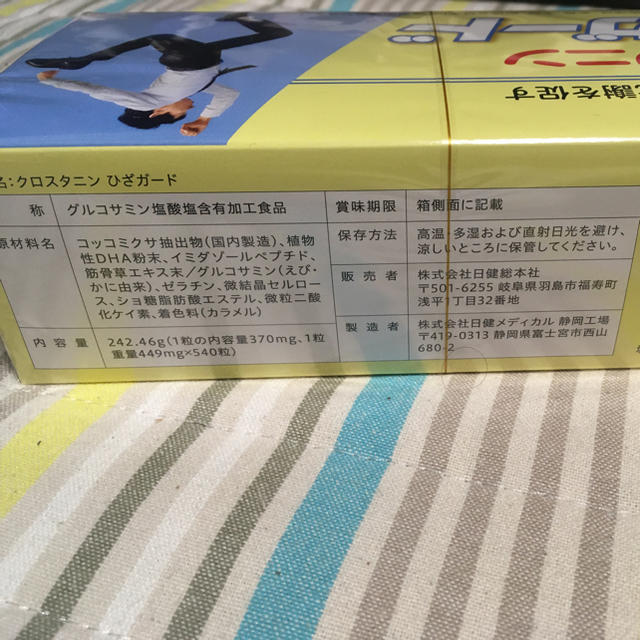 ニン
ガード
謝を促す
名:クロスタニン ひざガード
称 グルコサミン塩酸塩含有加工食品
原材料名
コッコミクサ抽出物(国内製造)、植物
性DHA粉末、イミダゾールペプチド、
筋骨草エキス末/グルコサミン(えび・
かに由来)、ゼラチン、微結晶セルロー
ス、ショ糖脂肪酸エステル、微粒二酸
化ケイ素、着色料(カラメル)
内容量
242.46g(1粒の内容量370mg、1粒
重量449mg×540粒)
賞味期限 箱側面に記載
保存方法
高温・多湿および直射日光を避け、
涼しいところに保管してください。
販売者
株式会社日健総本社
〒501-6255 岐阜県羽島市福寿町
浅平1丁目32番地
製造者
株式会社日健メディカル 静岡工場
〒419-0313 静岡県富士宮市西山
680-2